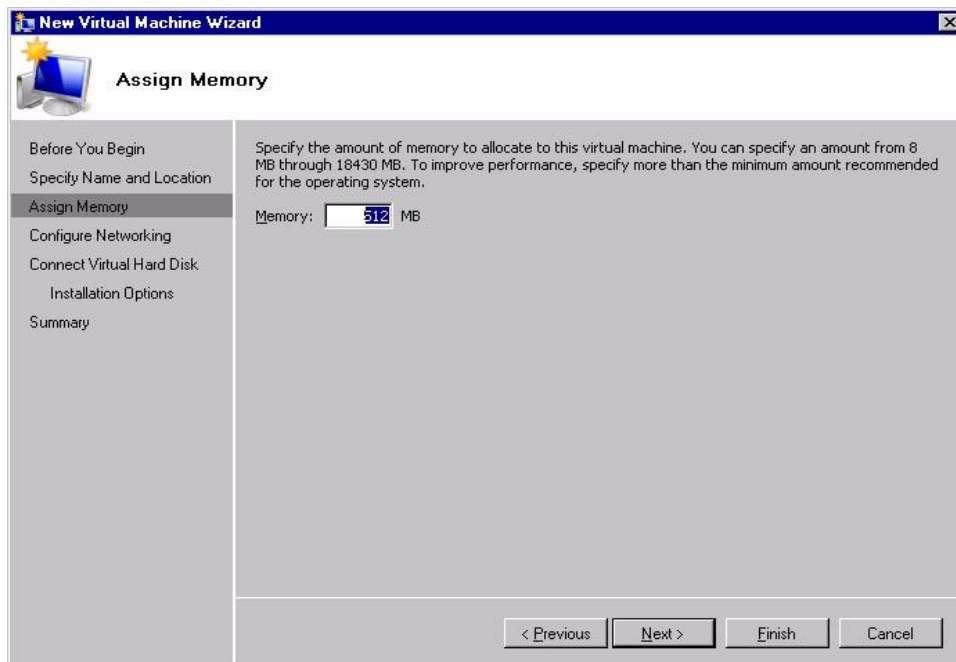 New Virtual Machine Wizard
Assign Memory
Before You Begin
Specify Name and Location
Assign Memory
Configure Networking
Connect Virtual Hard Disk
Installation Options
Summary
Specify the amount of memory to allocate to this virtual machine. You can specify an amount from 8
MB through 18430 MB. To improve performance, specify more than the minimum amount recommended
for the operating system.
Memory: 512 MB
< Previous Next > Finish Cancel